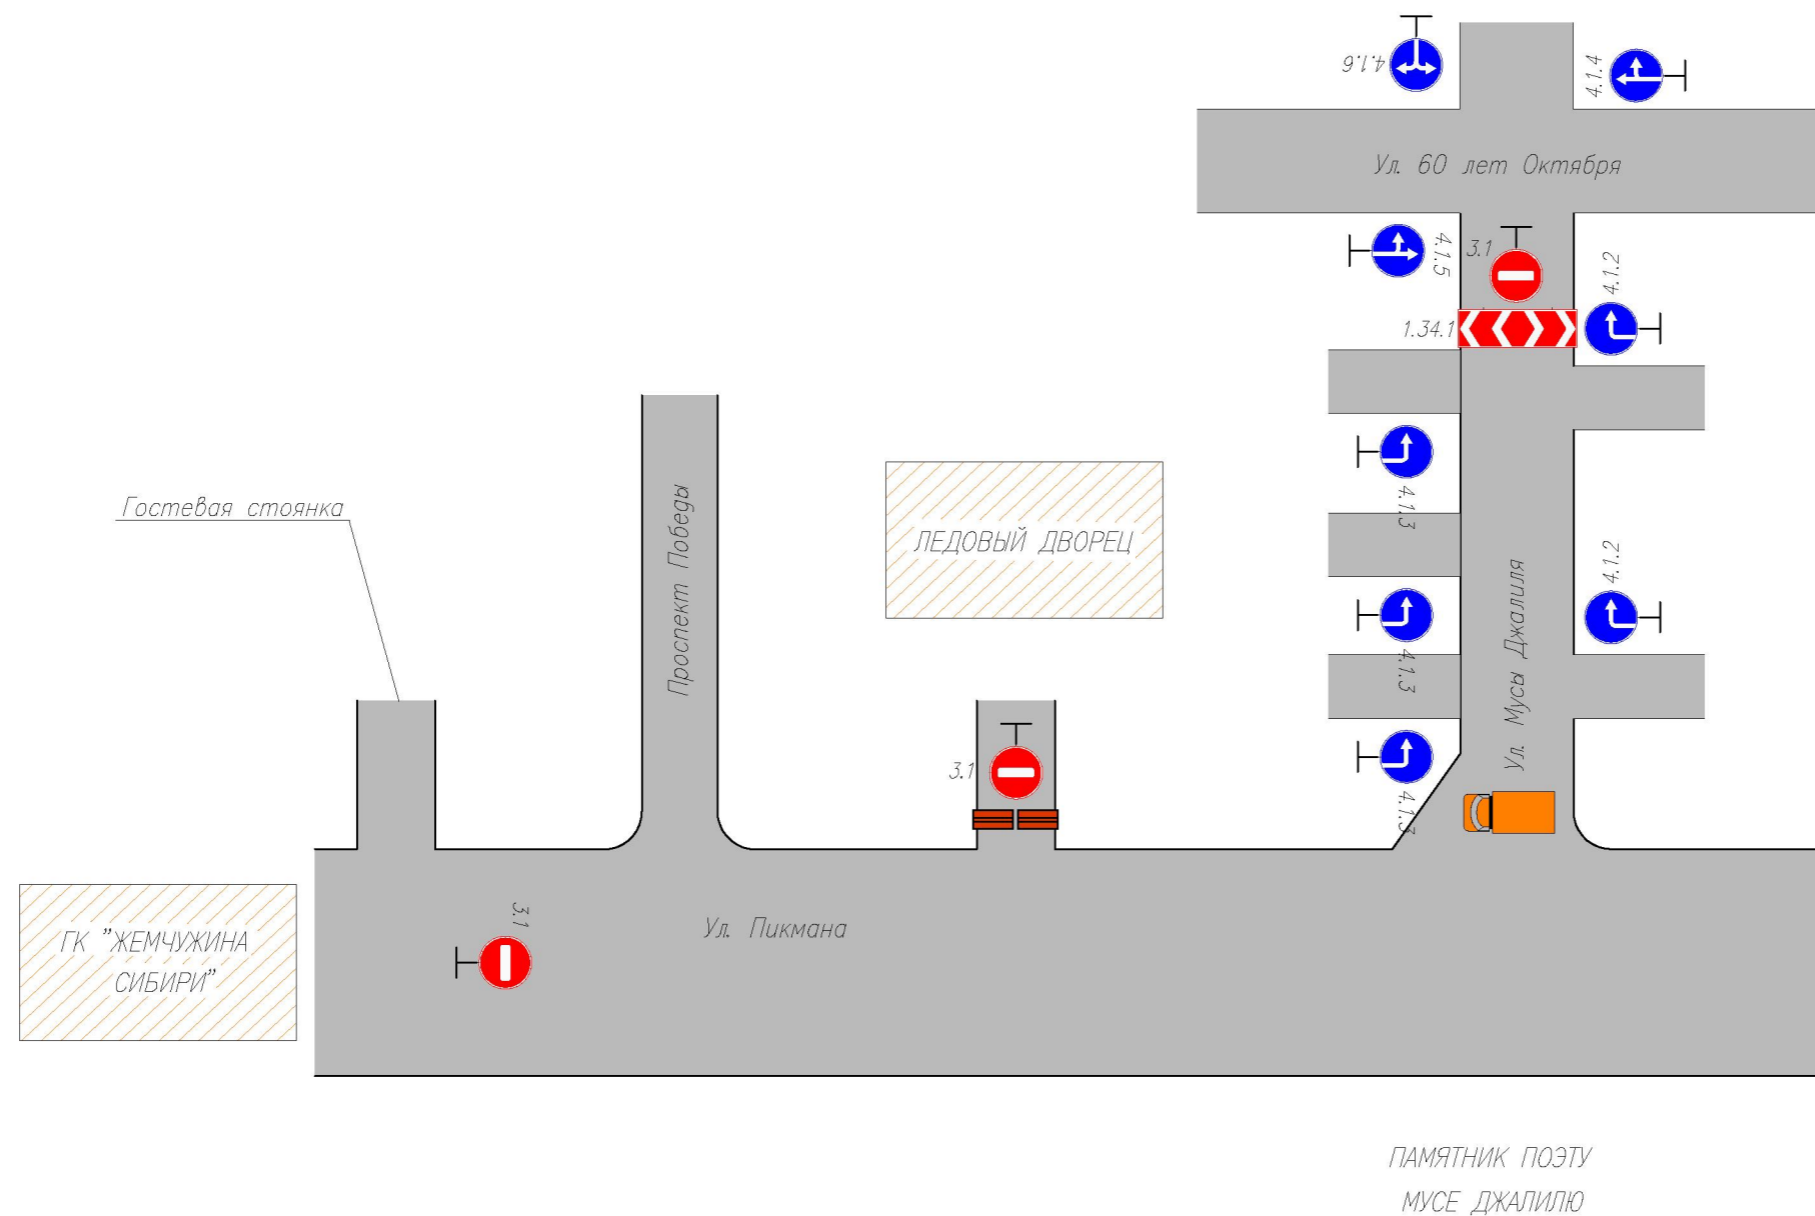 4.1.6
4.1.4
Ул. 60 лет Октября
4.1.5
3.1
4.1.2
1.34.1
4.1.3
Гостевая стоянка
Проспект Победы
ЛЕДОВЫЙ ДВОРЕЦ
4.1.2
Ул. Мусы Джалиля
4.1.3
3.1
4.1.3
ГК "ЖЕМЧУЖИНА
СИБИРИ"
3.1
Ул. Пикмана
ПАМЯТНИК ПОЭТУ
МУСЕ ДЖАЛИЛЮ